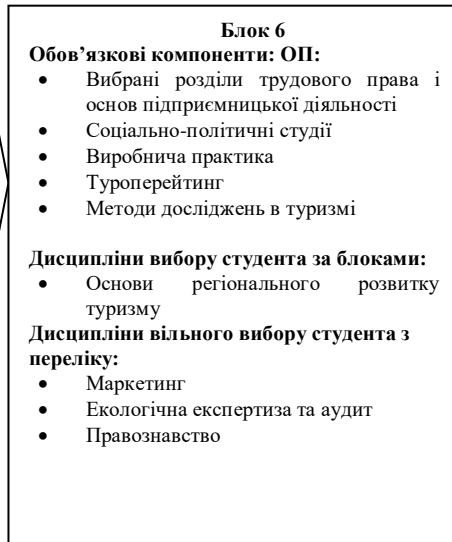 Блок 6
Обов’язкові компоненти: ОП:
• Вибрані розділи трудового права і
основ підприємницької діяльності
• Соціально-політичні студії
• Виробнича практика
• Туроперейтинг
• Методи досліджень в туризмі
Дисципліни вибору студента за блоками:
• Основи регіонального розвитку
туризму
Дисципліни вільного вибору студента з
переліку:
• Маркетинг
• Екологічна експертиза та аудит
• Правознавство